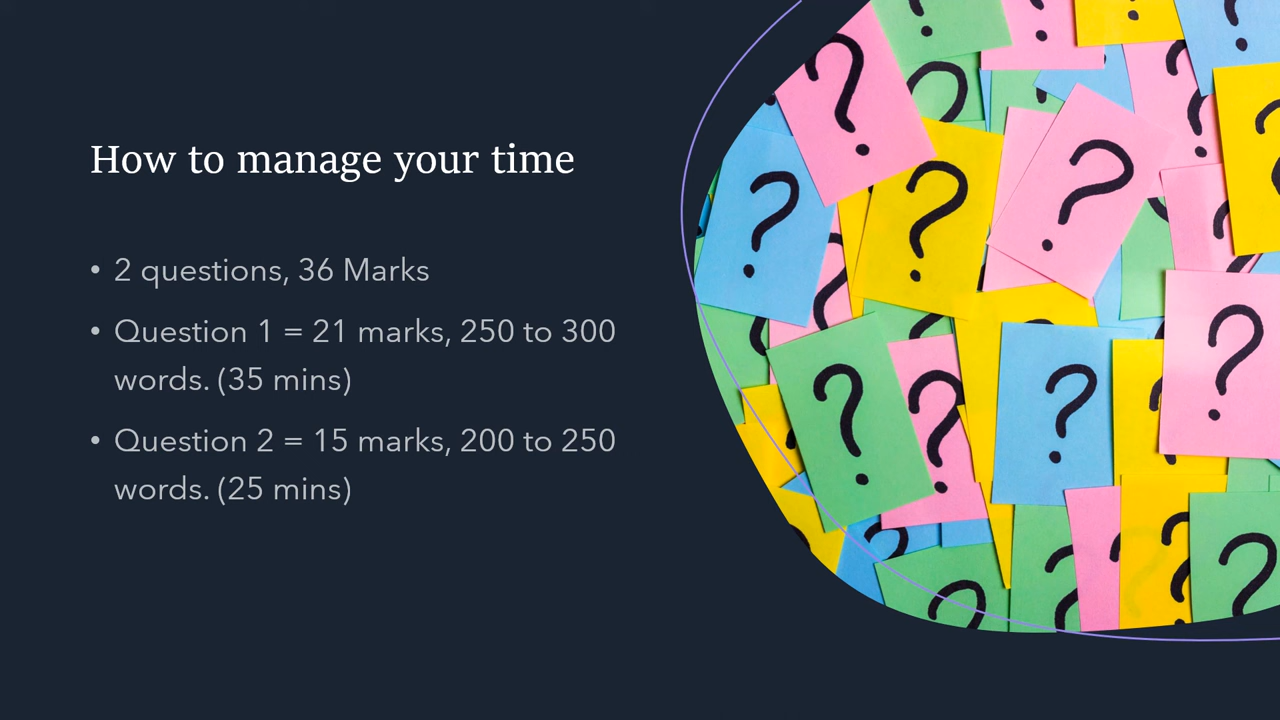 How to manage your time
• 2 questions, 36 Marks
• Question 1 = 21 marks, 250 to 300
words. (35 mins)
• Question 2 = 15 marks, 200 to 250
words. (25 mins)